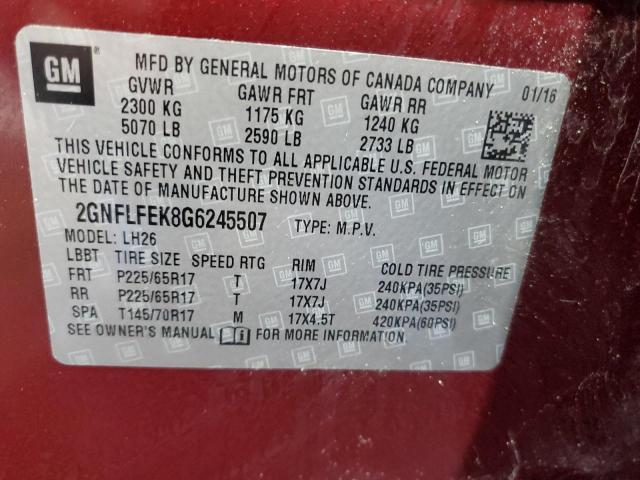 GM
MFD BY GENERAL MOTORS OF CANADA COMPANY 01/16
GVWR GAWR FRT GAWR RR
2300 KG 1175 KG 1240 KG
5070 LB 2590 LB 2733 LB
THIS VEHICLE CONFORMS TO ALL APPLICABLE U.S. FEDERAL MOTOR
VEHICLE SAFETY AND THEFT PREVENTION STANDARDS IN EFFECT ON
THE DATE OF MANUFACTURE SHOWN ABOVE.
2GNFLFEK8G6245507 TYPE: M.P.V.
MODEL: LH26
LBBT TIRE SIZE SPEED RTG RIM COLD TIRE PRESSURE
FRT P225/65R17 T 17X7J 240KPA(35PSI)
RR P225/65R17 T 17X7J 240KPA(35PSI)
SPA T145/70R17 M 17X4.5T 420KPA(60PSI)
SEE OWNER'S MANUAL FOR MORE INFORMATION